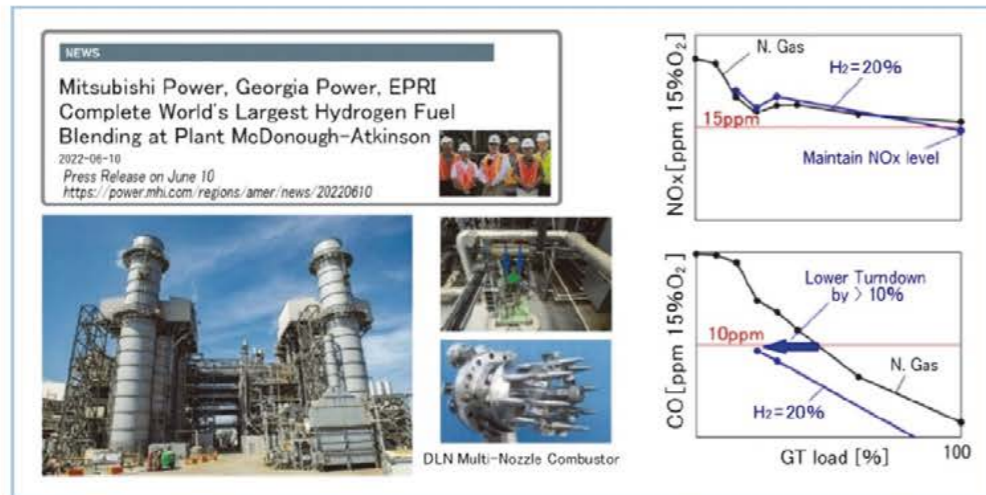 NEWS
Mitsubishi Power, Georgia Power, EPRI
Complete World's Largest Hydrogen Fuel
Blending at Plant McDonough-Atkinson
2022-06-10
Press Release on June 10
https://power.mhi.com/regions/amer/news/20220610
DLN Multi-Nozzle Combustor
NOx [ppm 15%O₂]
N. Gas
H₂=20%
15ppm
Maintain NOx level
CO [ppm 15%O₂]
Lower Turndown
by > 10%
10ppm
N. Gas
H₂=20%
GT load [%]
100